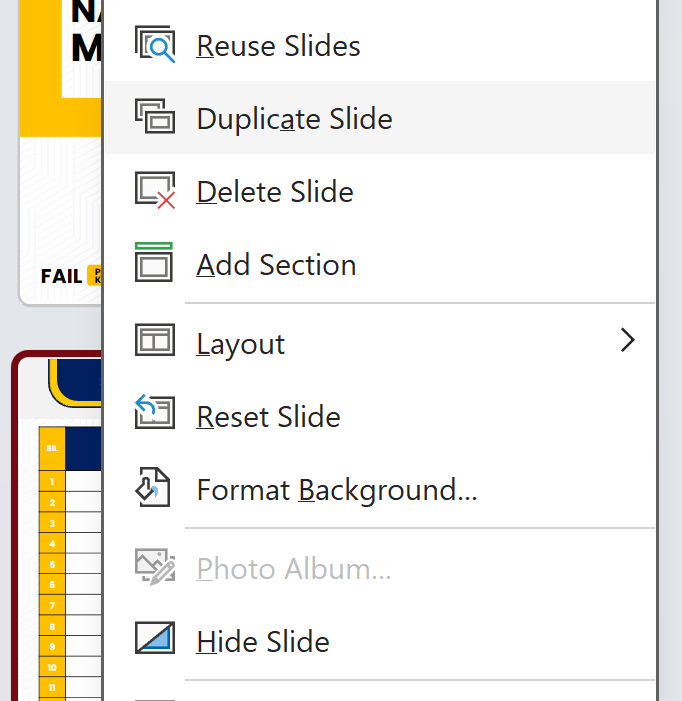 Reuse Slides
Duplicate Slide
Delete Slide
Add Section
Layout
Reset Slide
Format Background...
Photo Album...
Hide Slide
FAIL
BIL
1
2
3
4
5
6
7
8
9
10
11